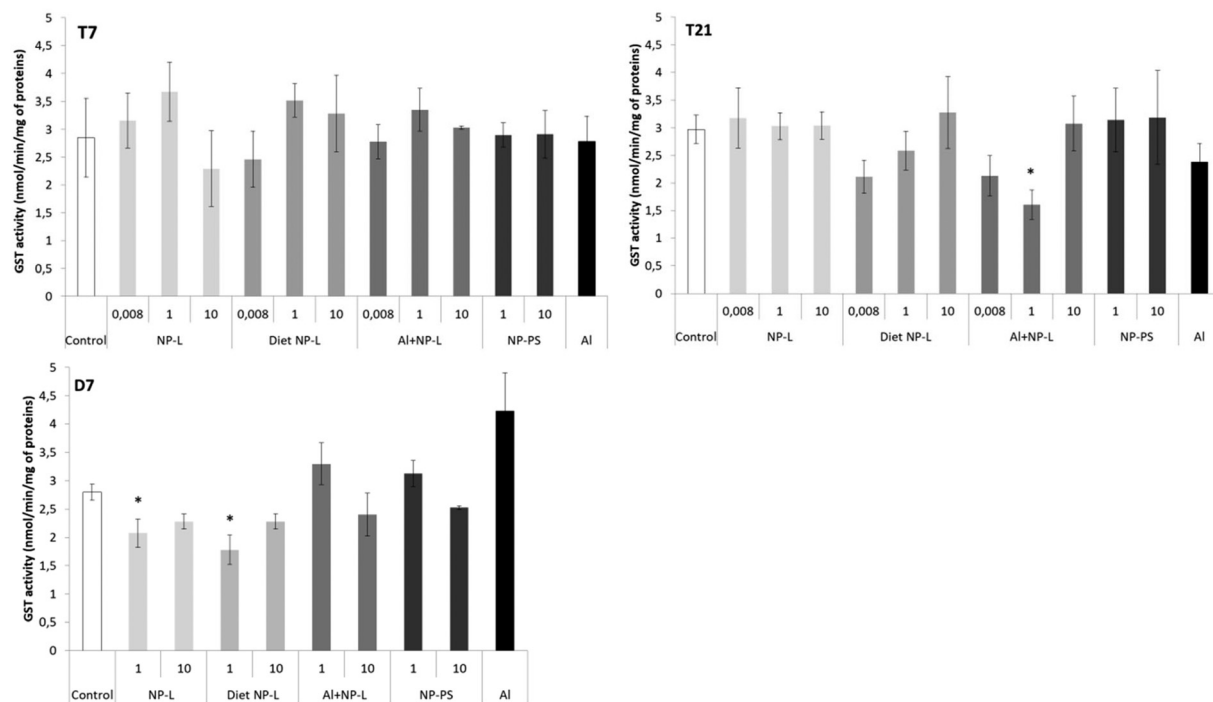 T7
GST activity (nmol/min/mg of proteins)
5
4,5
4
3,5
3
2,5
2
1,5
1
0,5
0
0,008 1 10 0,008 1 10 0,008 1 10 1 10
Control NP-L Diet NP-L Al+NP-L NP-PS Al
T21
GST activity (nmol/min/mg of proteins)
5
4,5
4
3,5
3
2,5
2
1,5
1
0,5
0
*
0,008 1 10 0,008 1 10 0,008 1 10 1 10
Control NP-L Diet NP-L Al+NP-L NP-PS Al
D7
GST activity (nmol/min/mg of proteins)
5
4,5
4
3,5
3
2,5
2
1,5
1
0,5
0
* *
1 10 1 10 1 10 1 10
Control NP-L Diet NP-L Al+NP-L NP-PS Al